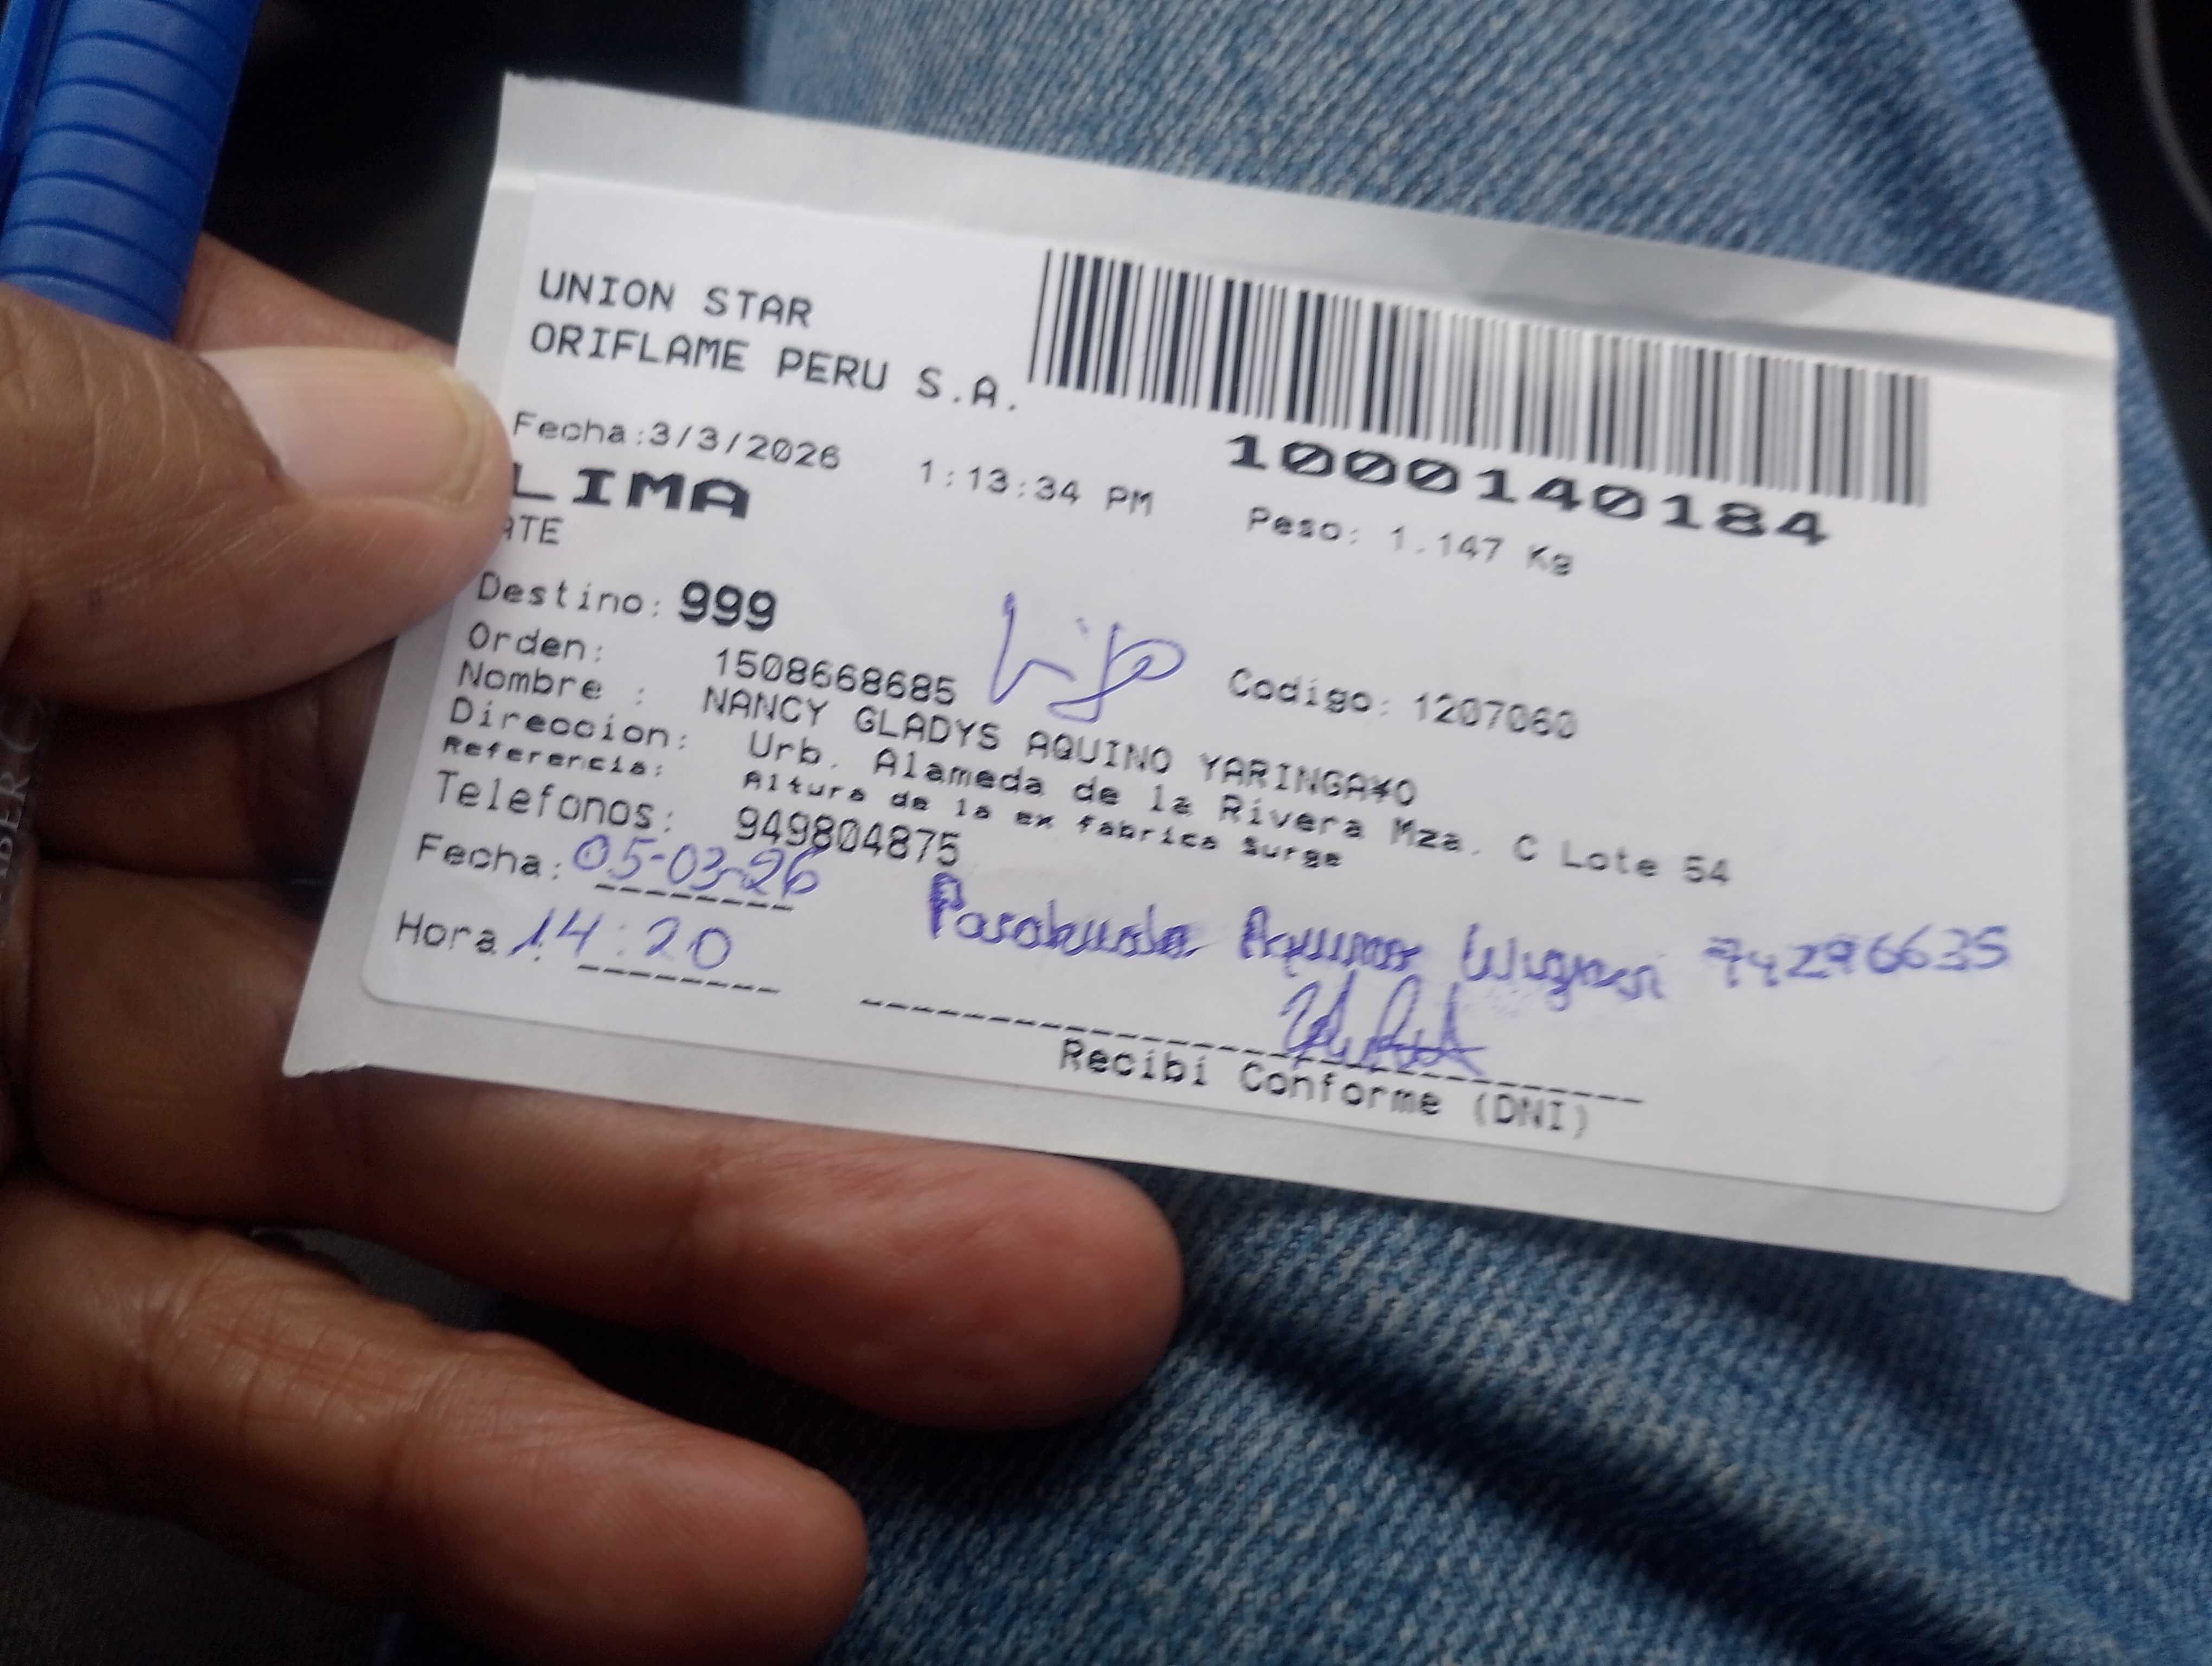 UNION STAR
ORIFLAME PERU S.A.
Fecha:3/3/2026 1:13:34 PM
1000140184
LIMA
ATE
Peso: 1.147 Kg
Destino: 999
Orden: 1508668685
Hijo
Codigo: 1207060
Nombre : NANCY GLADYS AQUINO YARINGA¥O
Direccion: Urb. Alameda de la Rivera Mza. C Lote 54
Referencia: Altura de la ex fabrica Surge
Telefonos: 949804875
Fecha: 05-03-26
Hora 14:20
74296635
Recibi Conforme (DNI)